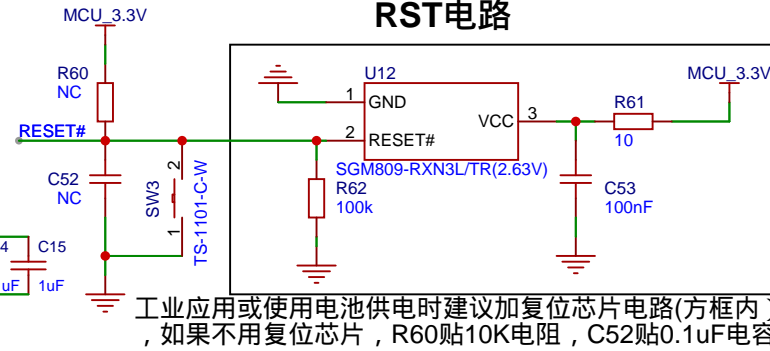 RST电路
MCU_3.3V
R60
NC
RESET#
C52
NC
SW3
2
1
TS-1101-C-W
4
uF
C15
1uF
U12
1
GND
2
RESET#
VCC
3
SGM809-RXN3L/TR(2.63V)
R62
100k
R61
10
MCU_3.3V
C53
100nF
工业应用或使用电池供电时建议加复位芯片电路(方框内)
，如果不用复位芯片，R60贴10K电阻，C52贴0.1uF电容